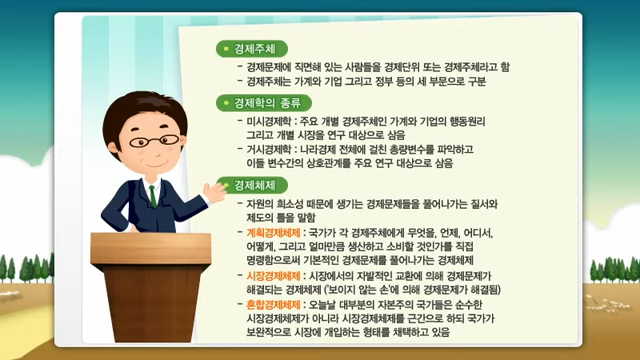 • 경제주체
- 경제문제에 직면해 있는 사람들을 경제단위 또는 경제주체라고 함
- 경제주체는 가계와 기업 그리고 정부 등의 세 부문으로 구분
• 경제학의 종류
- 미시경제학 : 주요 개별 경제주체인 가계와 기업의 행동원리
그리고 개별 시장을 연구 대상으로 삼음
- 거시경제학 : 나라경제 전체에 걸친 총량변수를 파악하고
이들 변수간의 상호관계를 주요 연구 대상으로 삼음
• 경제체제
- 자원의 희소성 때문에 생기는 경제문제들을 풀어나가는 질서와
제도의 틀을 말함
- 계획경제체제 : 국가가 각 경제주체에게 무엇을, 언제, 어디서,
어떻게, 그리고 얼마만큼 생산하고 소비할 것인가를 직접
명령함으로써 기본적인 경제문제를 풀어나가는 경제체제
- 시장경제체제 : 시장에서의 자발적인 교환에 의해 경제문제가
해결되는 경제체제 ('보이지 않는 손'에 의해 경제문제가 해결됨)
- 혼합경제체제 : 오늘날 대부분의 자본주의 국가들은 순수한
시장경제체제가 아니라 시장경제체제를 근간으로 하되 국가가
보완적으로 시장에 개입하는 형태를 채택하고 있음